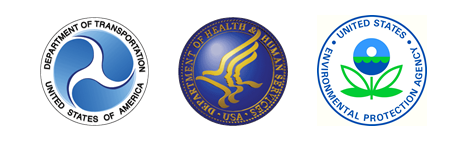 DEPARTMENT OF TRANSPORTATION
UNITED STATES OF AMERICA
DEPARTMENT OF HEALTH & HUMAN SERVICES
· USA ·
· UNITED STATES ·
ENVIRONMENTAL PROTECTION AGENCY